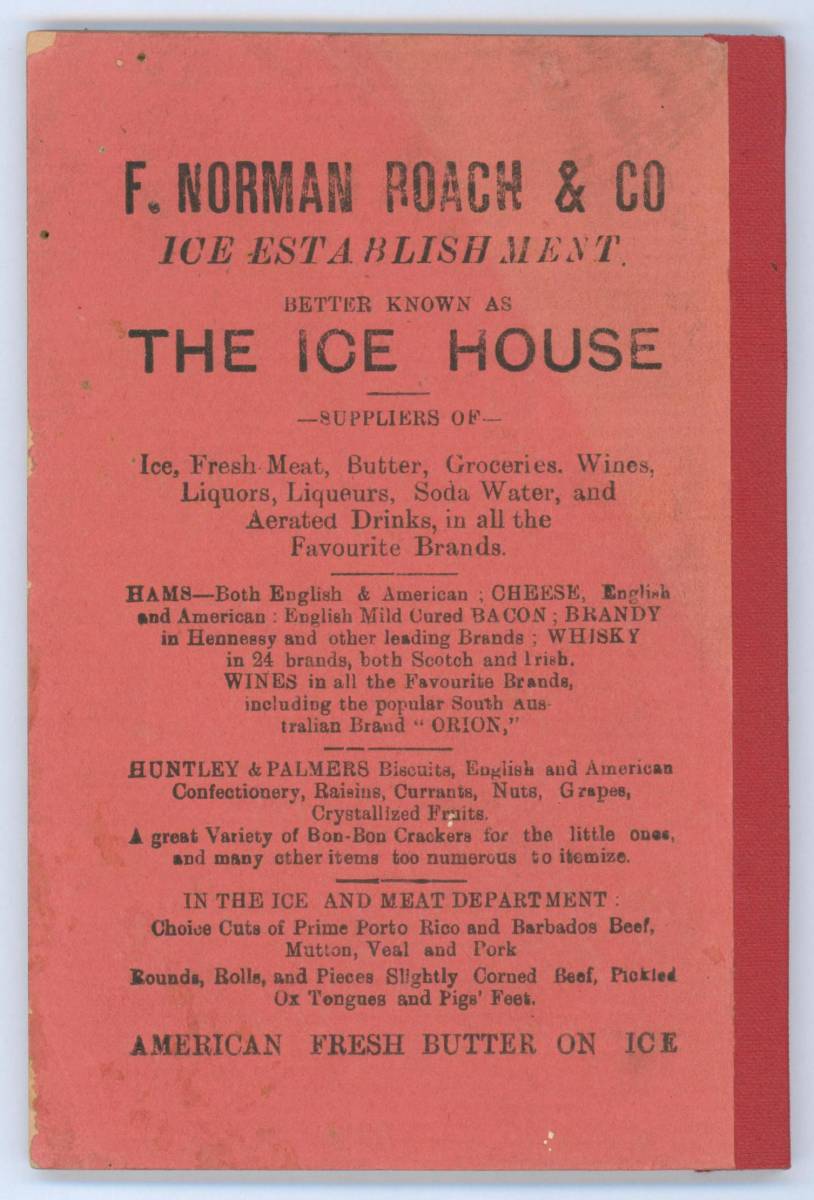 F. NORMAN ROACH & CO
ICE ESTABLISHMENT.
BETTER KNOWN AS
THE ICE HOUSE
—SUPPLIERS OF—
Ice, Fresh Meat, Butter, Groceries. Wines,
Liquors, Liqueurs, Soda Water, and
Aerated Drinks, in all the
Favourite Brands.
HAMS—Both English & American ; CHEESE, English
and American : English Mild Cured BACON ; BRANDY
in Hennessy and other leading Brands ; WHISKY
in 24 brands, both Scotch and Irish.
WINES in all the Favourite Brands,
including the popular South Aus-
tralian Brand “ ORION,”
HUNTLEY & PALMERS Biscuits, English and American
Confectionery, Raisins, Currants, Nuts, Grapes,
Crystallized Fruits.
A great Variety of Bon-Bon Crackers for the little ones,
and many other items too numerous to itemize.
IN THE ICE AND MEAT DEPARTMENT :
Choice Cuts of Prime Porto Rico and Barbados Beef,
Mutton, Veal and Pork
Rounds, Rolls, and Pieces Slightly Corned Beef, Pickled
Ox Tongues and Pigs’ Feet.
AMERICAN FRESH BUTTER ON ICE